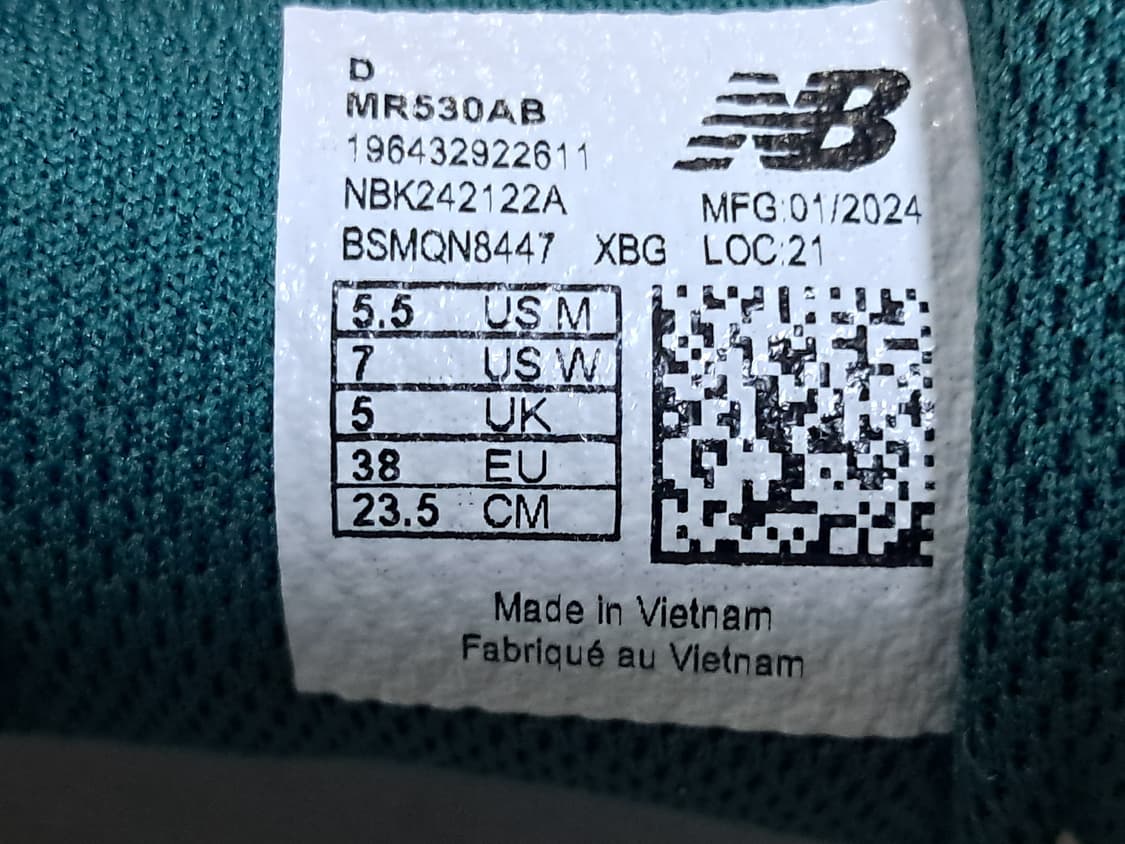 D
MR530AB
196432922611
NBK242122A
BSMQN8447 XBG
NB
MFG:01/2024
LOC:21
5.5 US M
7 US W
5 UK
38 EU
23.5 CM
Made in Vietnam
Fabriqué au Vietnam